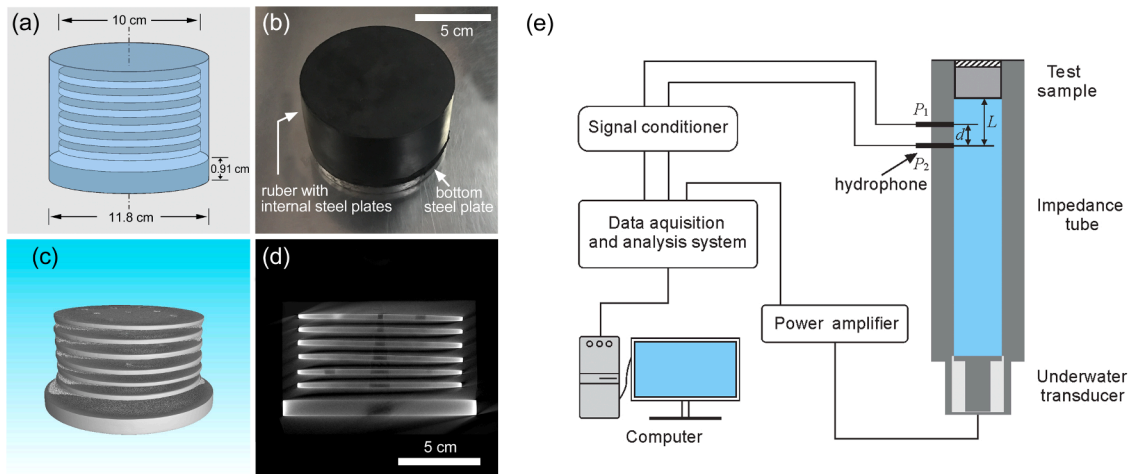 (a)
10 cm
0.91 cm
11.8 cm
(b)
5 cm
ruber with
internal steel plates
bottom
steel plate
(c)
(d)
5 cm
(e)
Signal conditioner
Data aquisition
and analysis system
Power amplifier
Computer
P1
P2
d
L
hydrophone
Test
sample
Impedance
tube
Underwater
transducer